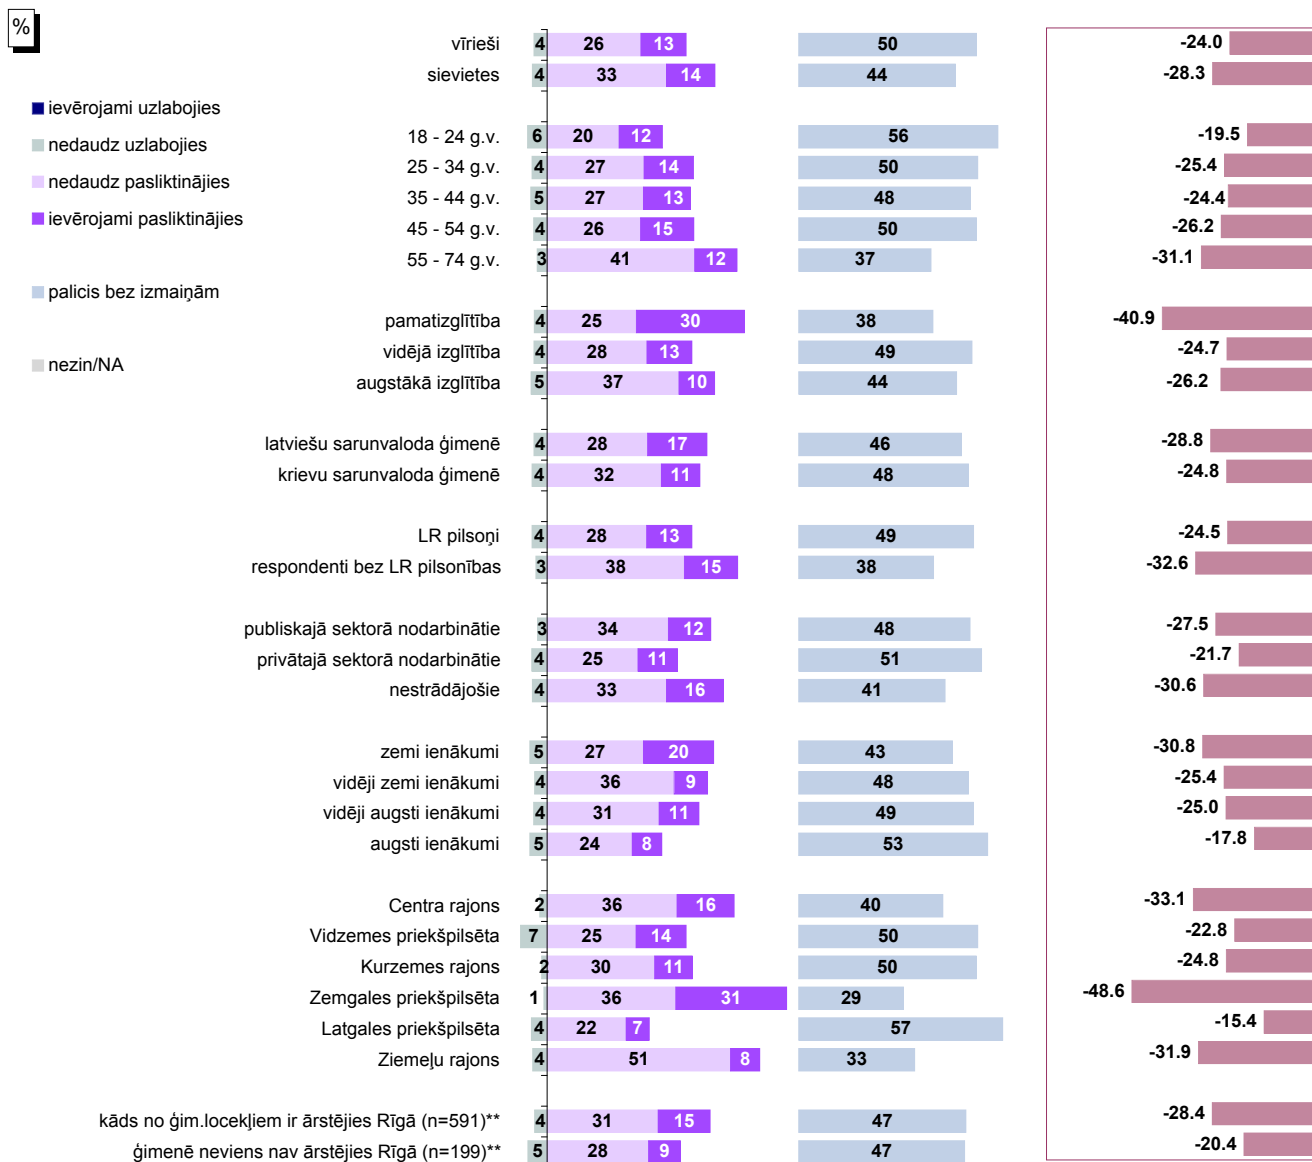 %
ievērojami uzlabojies
nedaudz uzlabojies
nedaudz pasliktinājies
ievērojami pasliktinājies
palicis bez izmaiņām
nezin/NA
vīrieši 4 26 13 50 -24.0
sievietes 4 33 14 44 -28.3
18 - 24 g.v. 6 20 12 56 -19.5
25 - 34 g.v. 4 27 14 50 -25.4
35 - 44 g.v. 5 27 13 48 -24.4
45 - 54 g.v. 4 26 15 50 -26.2
55 - 74 g.v. 3 41 12 37 -31.1
pamatizglītība 4 25 30 38 -40.9
vidējā izglītība 4 28 13 49 -24.7
augstākā izglītība 5 37 10 44 -26.2
latviešu sarunvaloda ģimenē 4 28 17 46 -28.8
krievu sarunvaloda ģimenē 4 32 11 48 -24.8
LR pilsoņi 4 28 13 49 -24.5
respondenti bez LR pilsonības 3 38 15 38 -32.6
publiskajā sektorā nodarbinātie 3 34 12 48 -27.5
privātajā sektorā nodarbinātie 4 25 11 51 -21.7
nestrādājošie 4 33 16 41 -30.6
zemi ienākumi 5 27 20 43 -30.8
vidēji zemi ienākumi 4 36 9 48 -25.4
vidēji augsti ienākumi 4 31 11 49 -25.0
augsti ienākumi 5 24 8 53 -17.8
Centra rajons 2 36 16 40 -33.1
Vidzemes priekšpilsēta 7 25 14 50 -22.8
Kurzemes rajons 2 30 11 50 -24.8
Zemgales priekšpilsēta 1 36 31 29 -48.6
Latgales priekšpilsēta 4 22 7 57 -15.4
Ziemeļu rajons 4 51 8 33 -31.9
kāds no ģim.locekļiem ir ārstējies Rīgā (n=591)** 4 31 15 47 -28.4
ģimenē neviens nav ārstējies Rīgā (n=199)** 5 28 9 47 -20.4